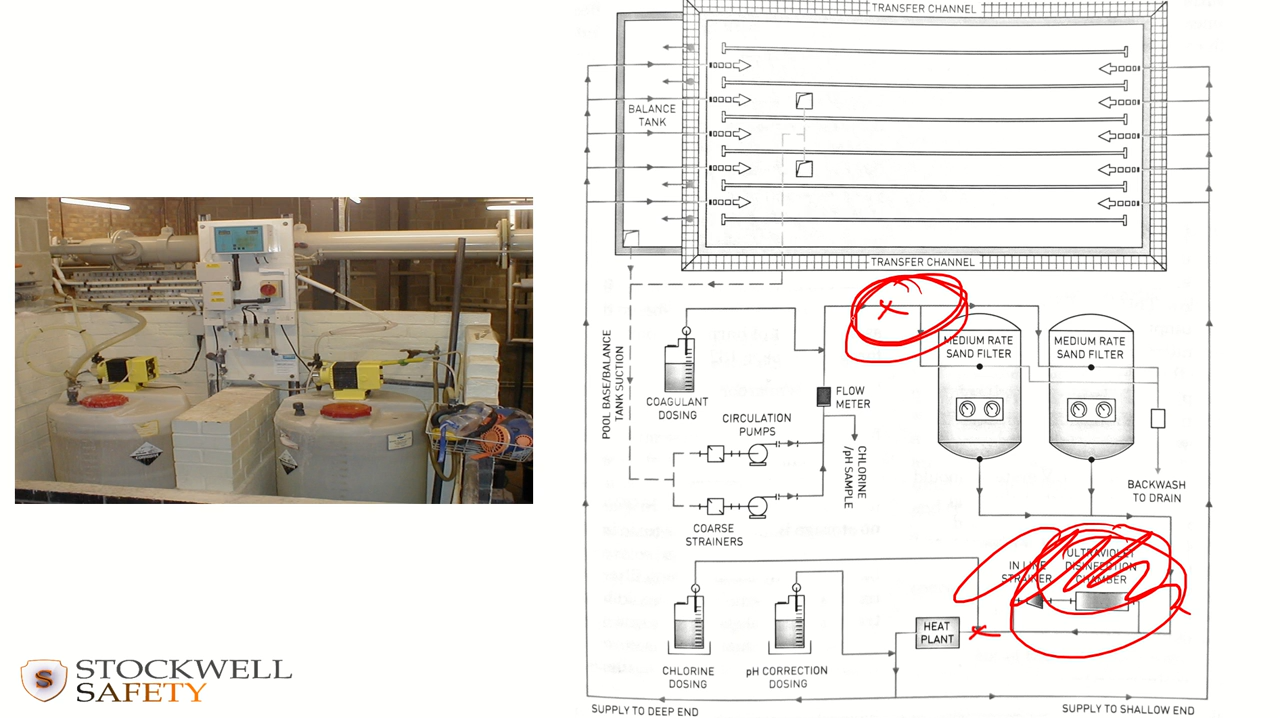 TRANSFER CHANNEL
BALANCE
TANK
TRANSFER CHANNEL
POOL BASE/BALANCE
TANK SUCTION
COAGULANT
DOSING
FLOW
METER
CIRCULATION
PUMPS
CHLORINE
/pH SAMPLE
COARSE
STRAINERS
MEDIUM RATE
SAND FILTER
MEDIUM RATE
SAND FILTER
BACKWASH
TO DRAIN
IN LINE
STRAINER
ULTRAVIOLET
DISINFECTION
CHAMBER
HEAT
PLANT
CHLORINE
DOSING
pH CORRECTION
DOSING
SUPPLY TO DEEP END
SUPPLY TO SHALLOW END
S
STOCKWELL
SAFETY